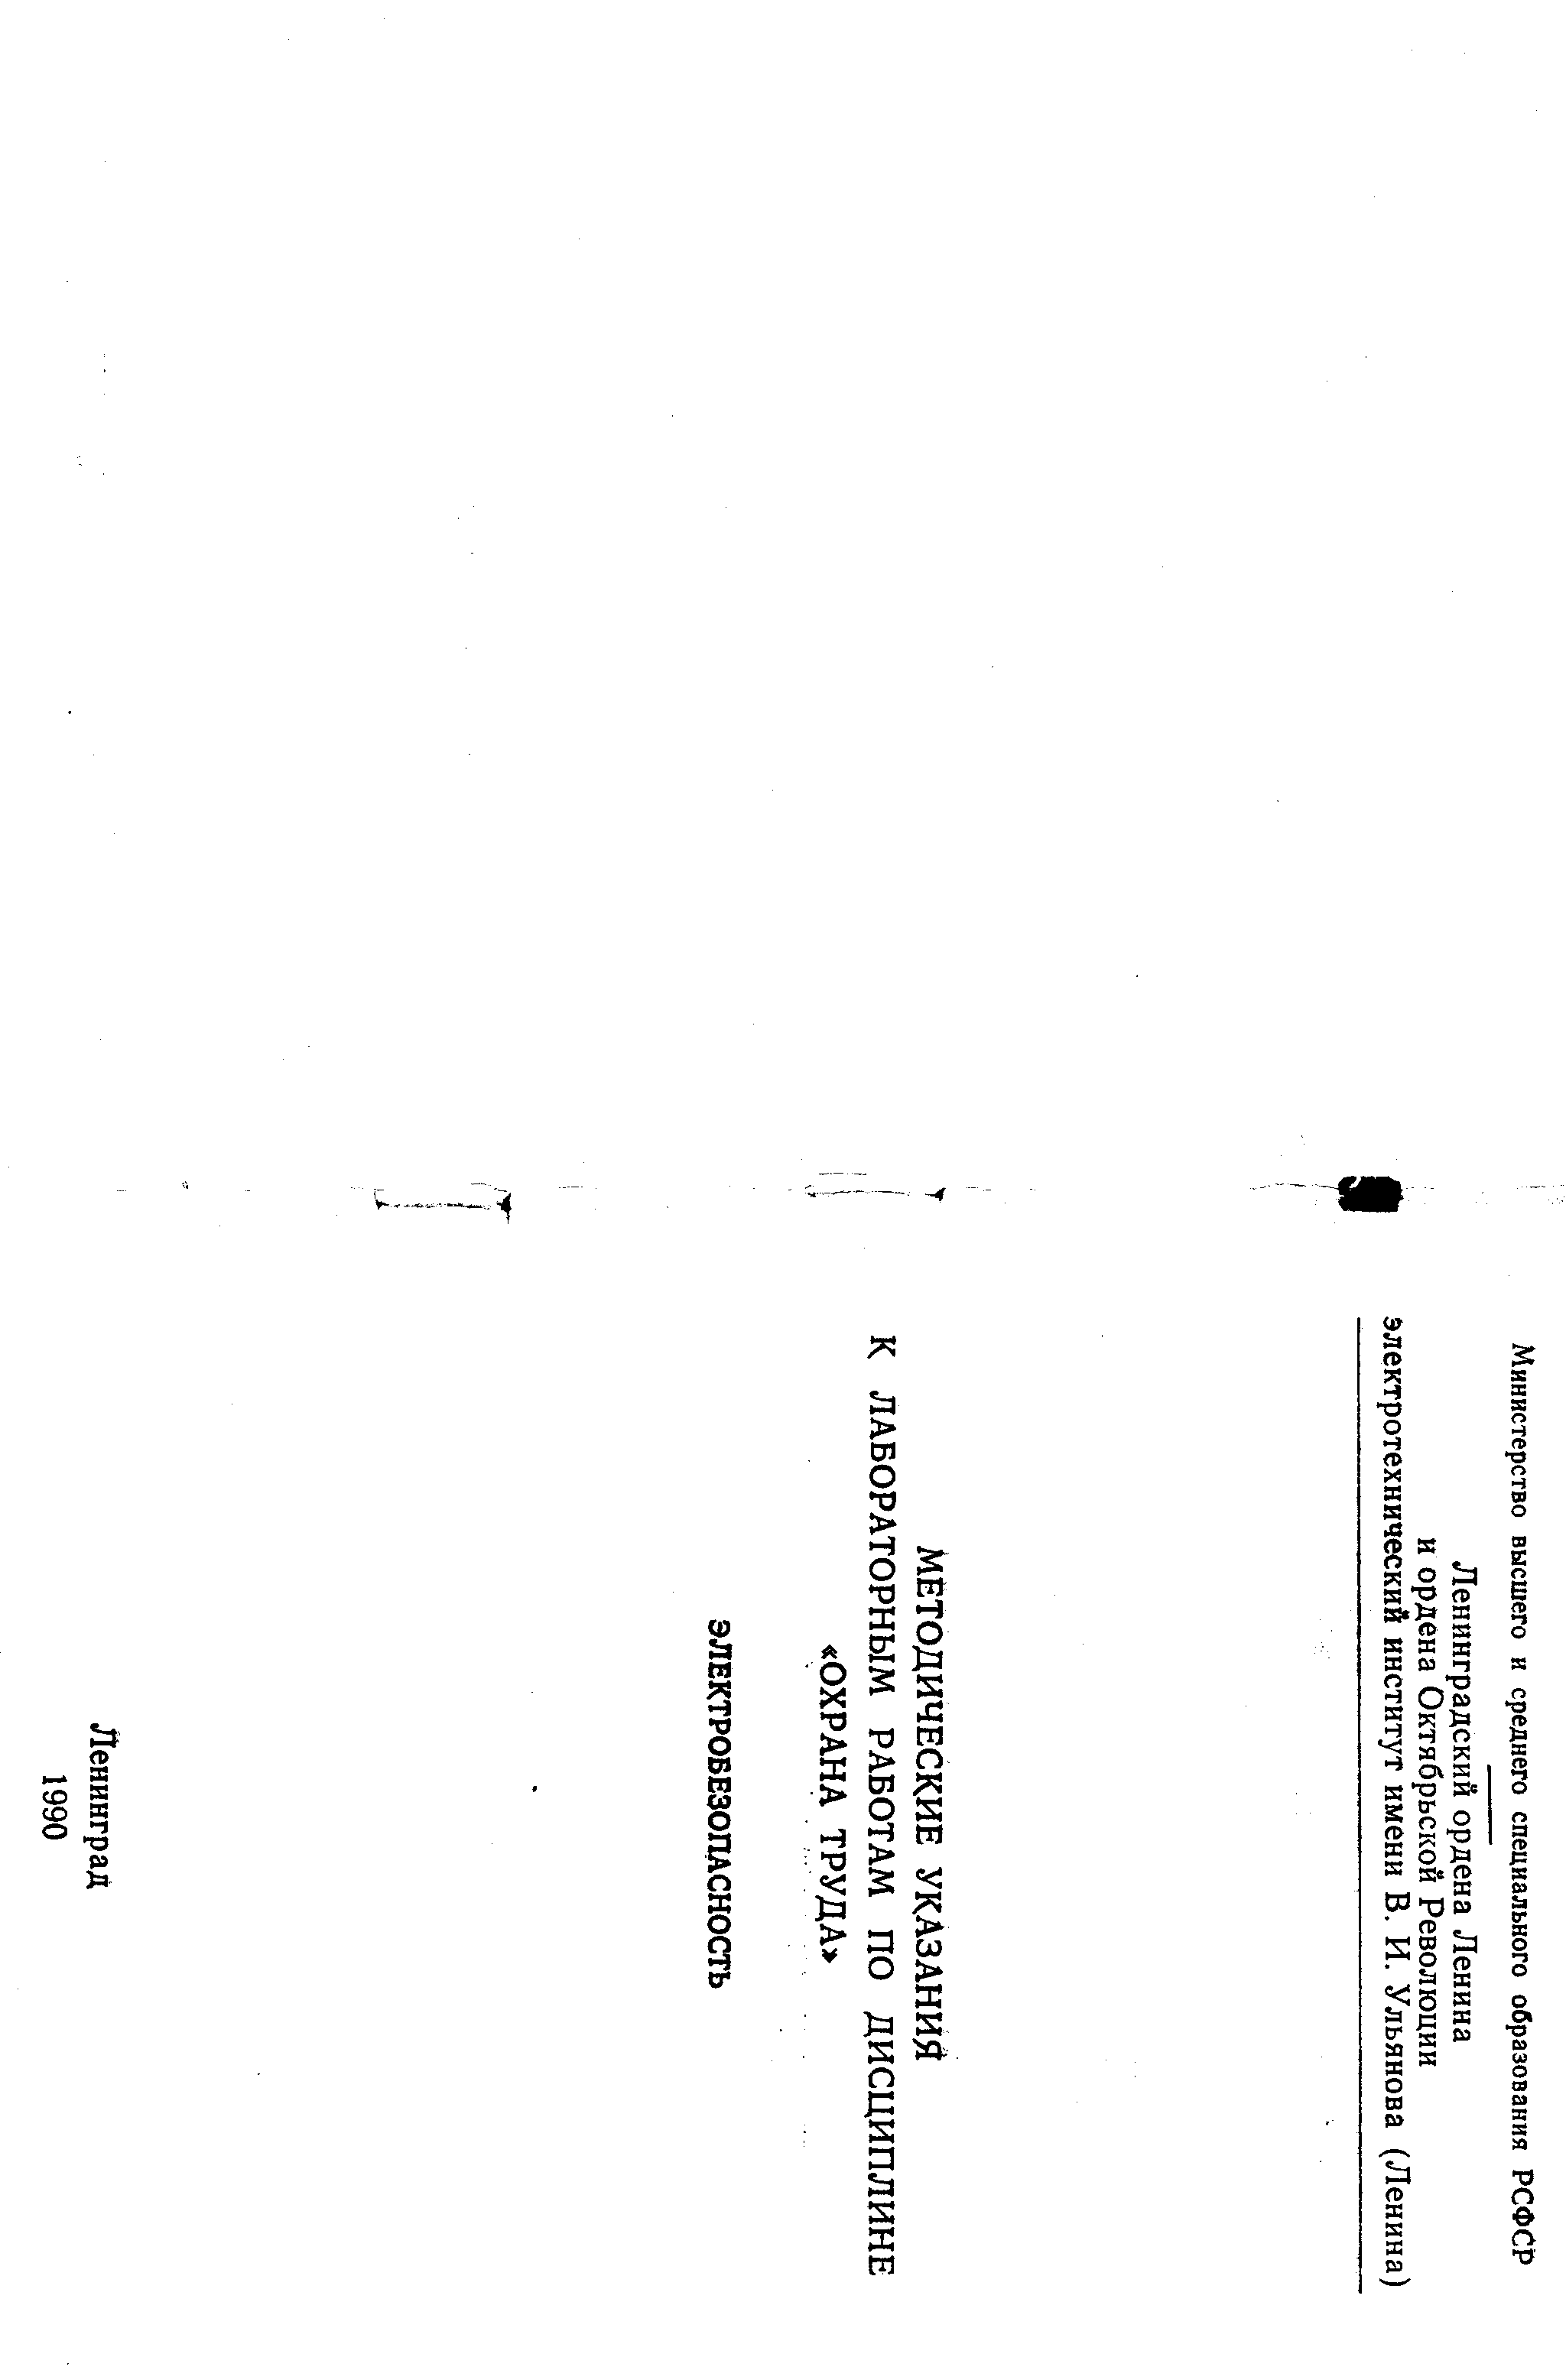 Министерство высшего и среднего специального образования РСФСР
Ленинградский ордена Ленина
и ордена Октябрьской Революции
электротехнический институт имени В. И. Ульянова (Ленина)
МЕТОДИЧЕСКИЕ УКАЗАНИЯ
К ЛАБОРАТОРНЫМ РАБОТАМ ПО ДИСЦИПЛИНЕ
«ОХРАНА ТРУДА»
ЭЛЕКТРОБЕЗОПАСНОСТЬ
Ленинград
1990